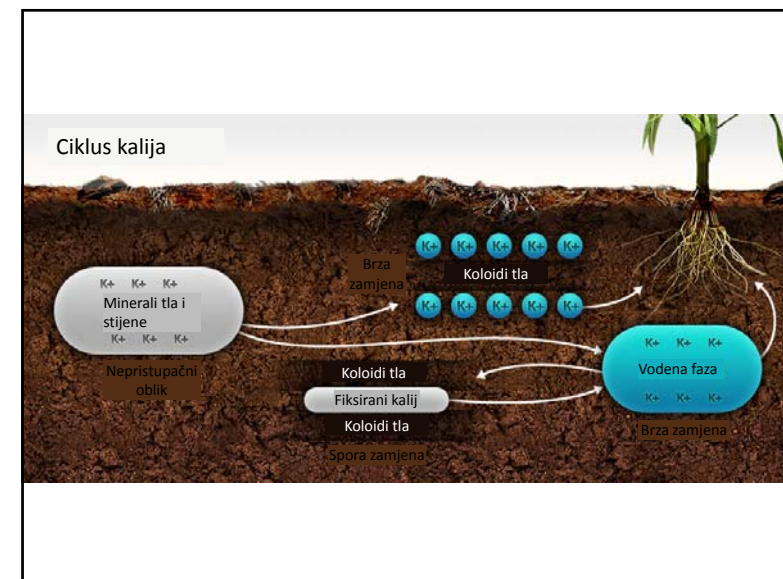 Ciklus kalija
K+ K+ K+ K+ K+
Brza
zamjena
Koloidi tla
K+ K+ K+ K+ K+
K+ K+ K+
Minerali tla i
stijene
K+ K+ K+
Nepristupačni
oblik
Koloidi tla
Fiksirani kalij
Koloidi tla
Spora zamjena
K+ K+ K+
Vodena faza
K+ K+ K+
Brza zamjena